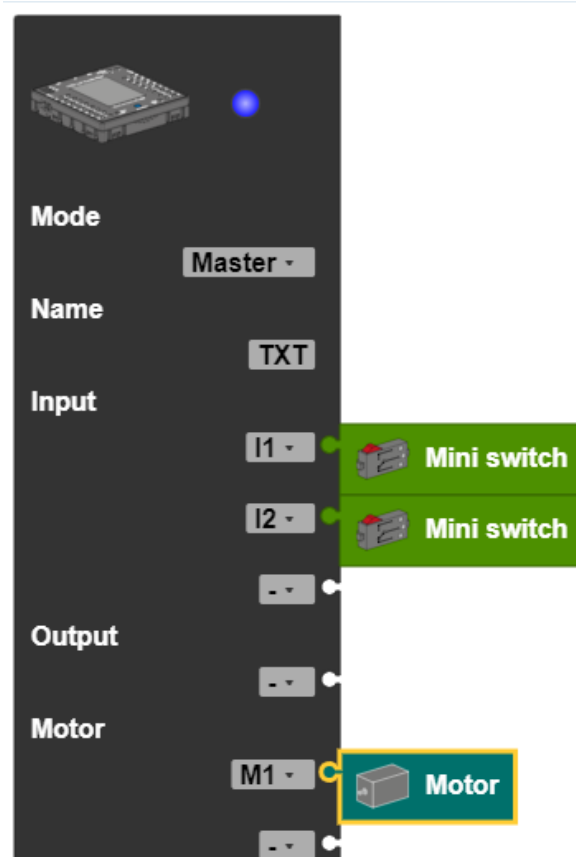 Mode
Master
Name
TXT
Input
I1 Mini switch
I2 Mini switch
-
Output
-
Motor
M1 Motor
-